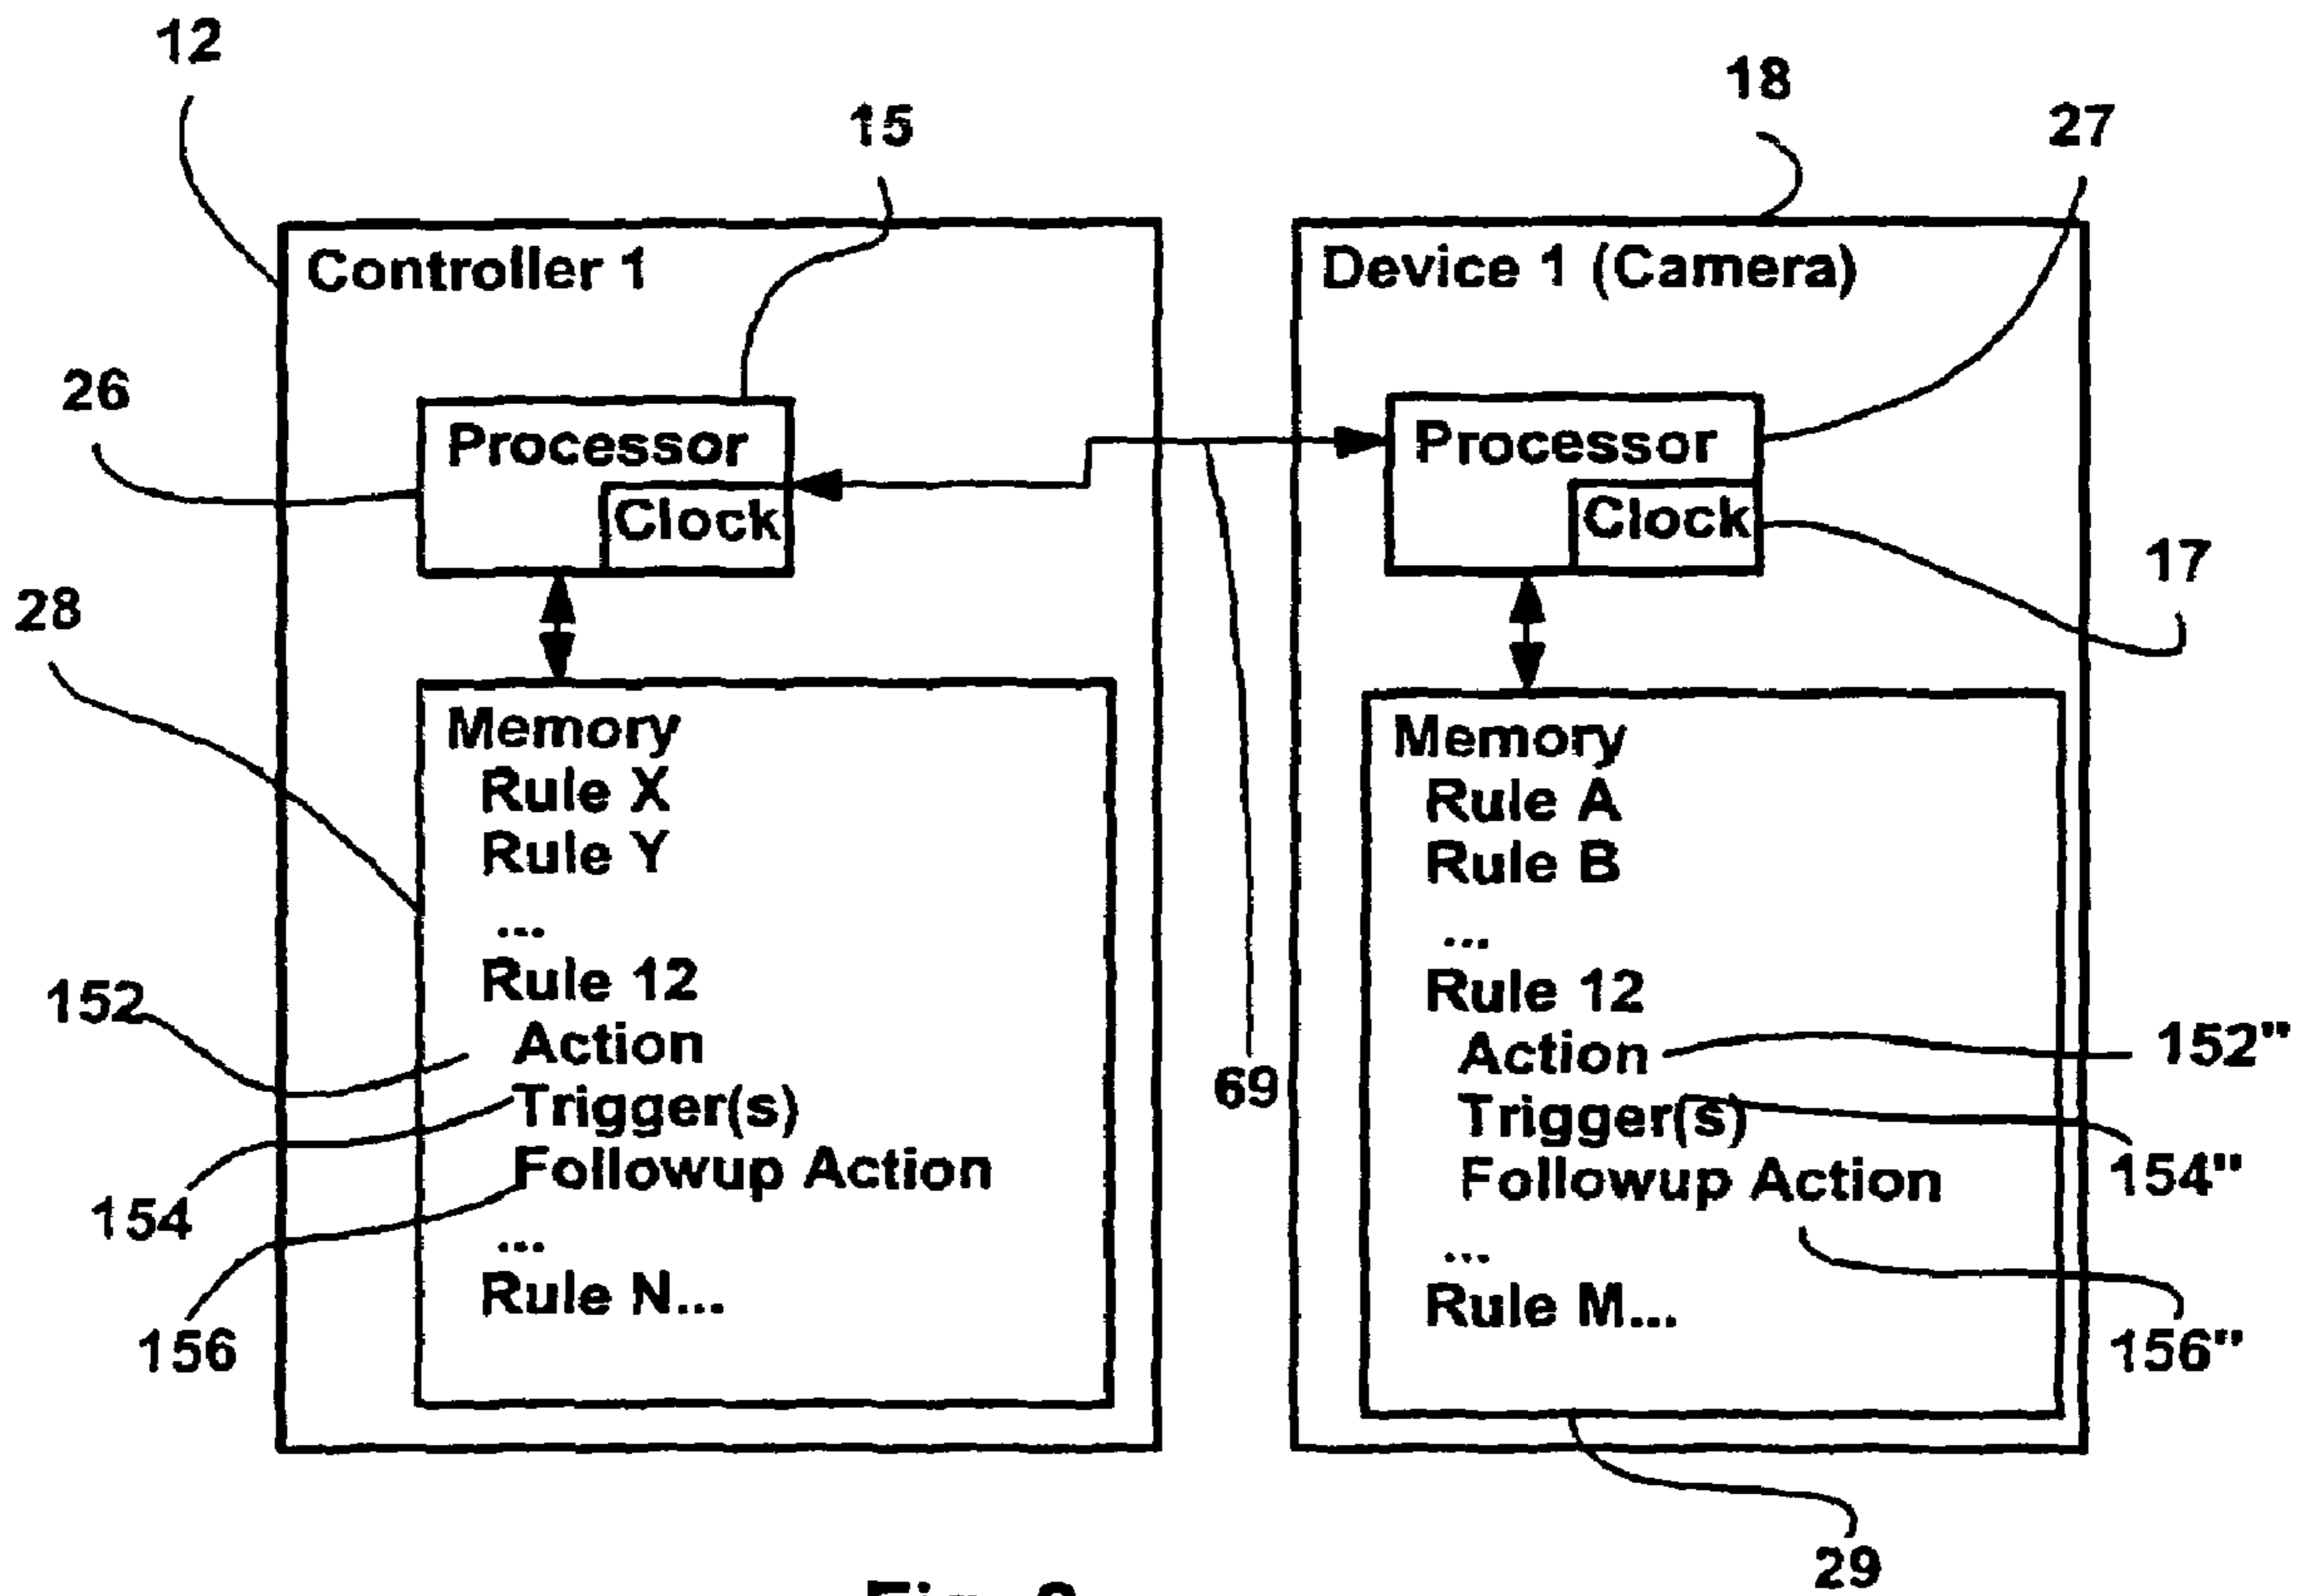 12
15
18
27
Controller 1
Device 1 (Camera)
26
Processor
Clock
Processor
Clock
17
28
Memory
Rule X
Rule Y
...
Rule 12
Action
Trigger(s)
Followup Action
...
Rule N...
152
154
156
69
Memory
Rule A
Rule B
...
Rule 12
Action
Trigger(s)
Followup Action
...
Rule M...
152"
154"
156"
29